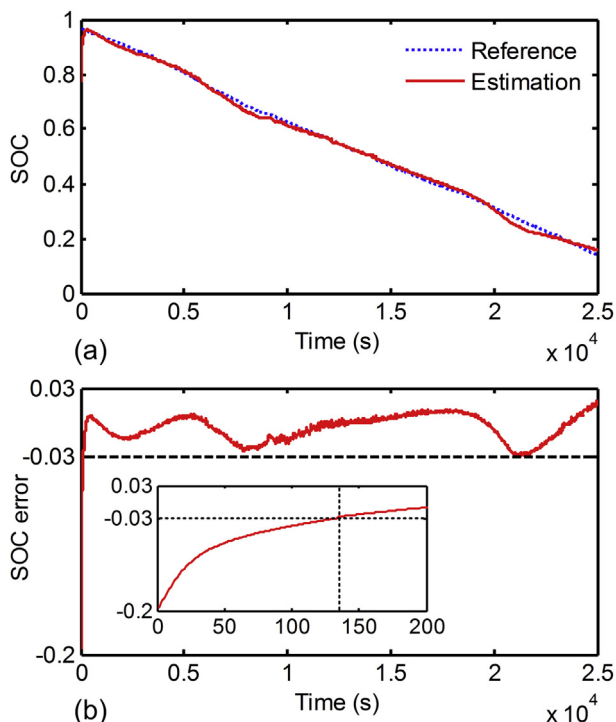 1
0.8
0.6
0.4
0.2
0
SOC
Reference
Estimation
0 0.5 1 1.5 2 2.5
Time (s)
x 10^4
(a)
0.03
-0.03
-0.2
SOC error
0.03
-0.03
-0.2
0 50 100 150 200
0 0.5 1 1.5 2 2.5
Time (s)
x 10^4
(b)